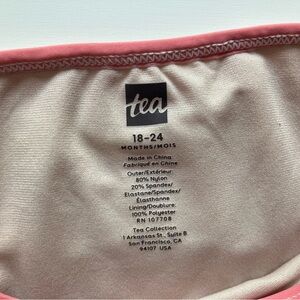 tea
18-24
MONTHS/MOIS
Made in China
Fabriqué en Chine
Outer/Extérieur:
80% Nylon
20% Spandex/
Elastane/Spandex/
Élasthanne
Lining/Doublure:
100% Polyester
RN 107708
Tea Collection
1 Arkansas St., Suite B
San Francisco, CA
94107 USA